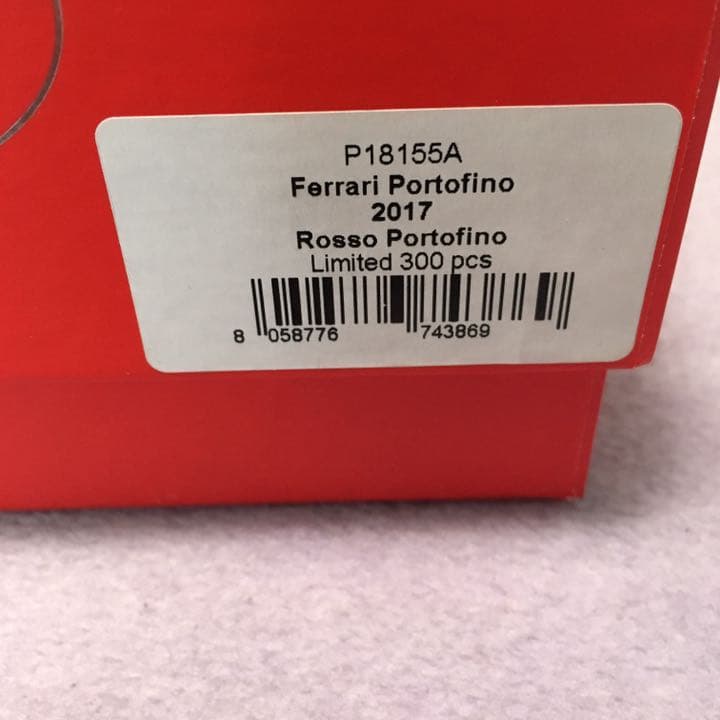 P18155A
Ferrari Portofino
2017
Rosso Portofino
Limited 300 pcs
8 058776 743869